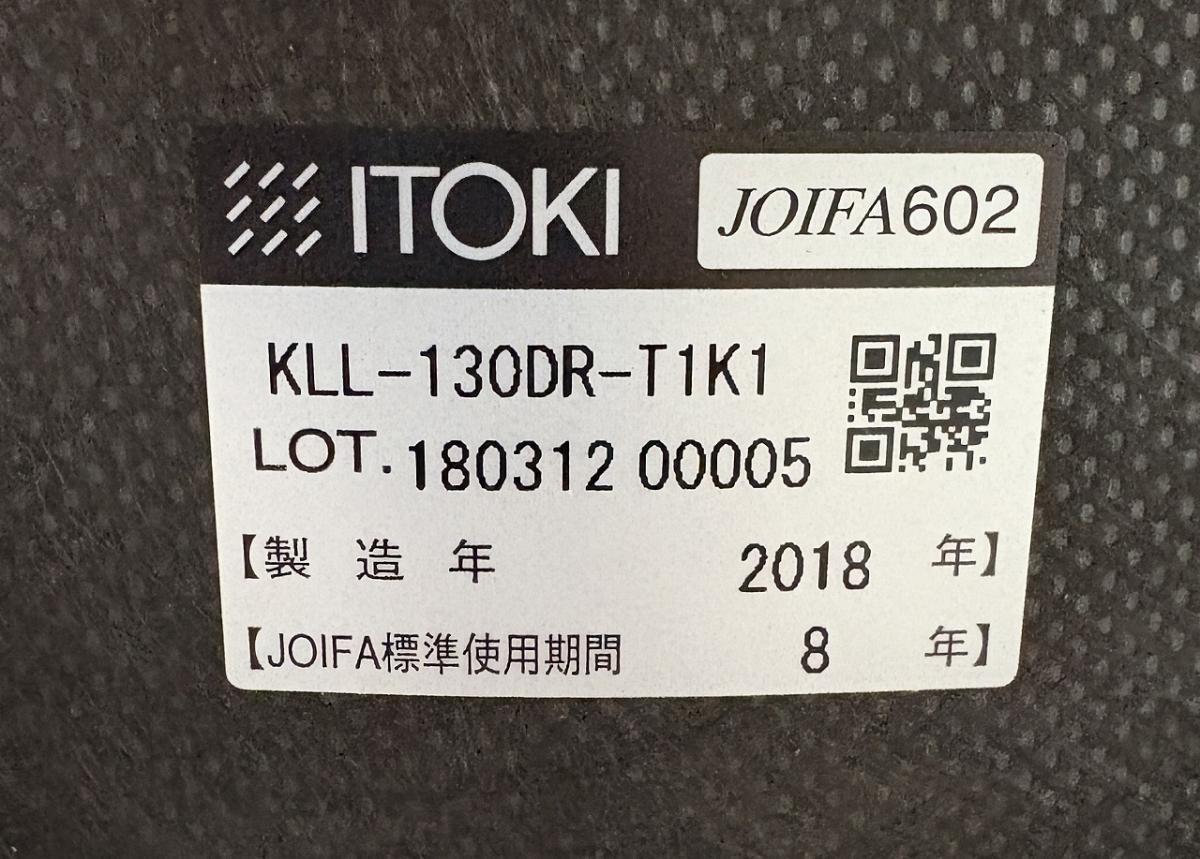 ITOKI JOIFA602
KLL-130DR-T1K1
LOT. 180312 00005
【製 造 年 2018 年】
【JOIFA標準使用期間 8 年】